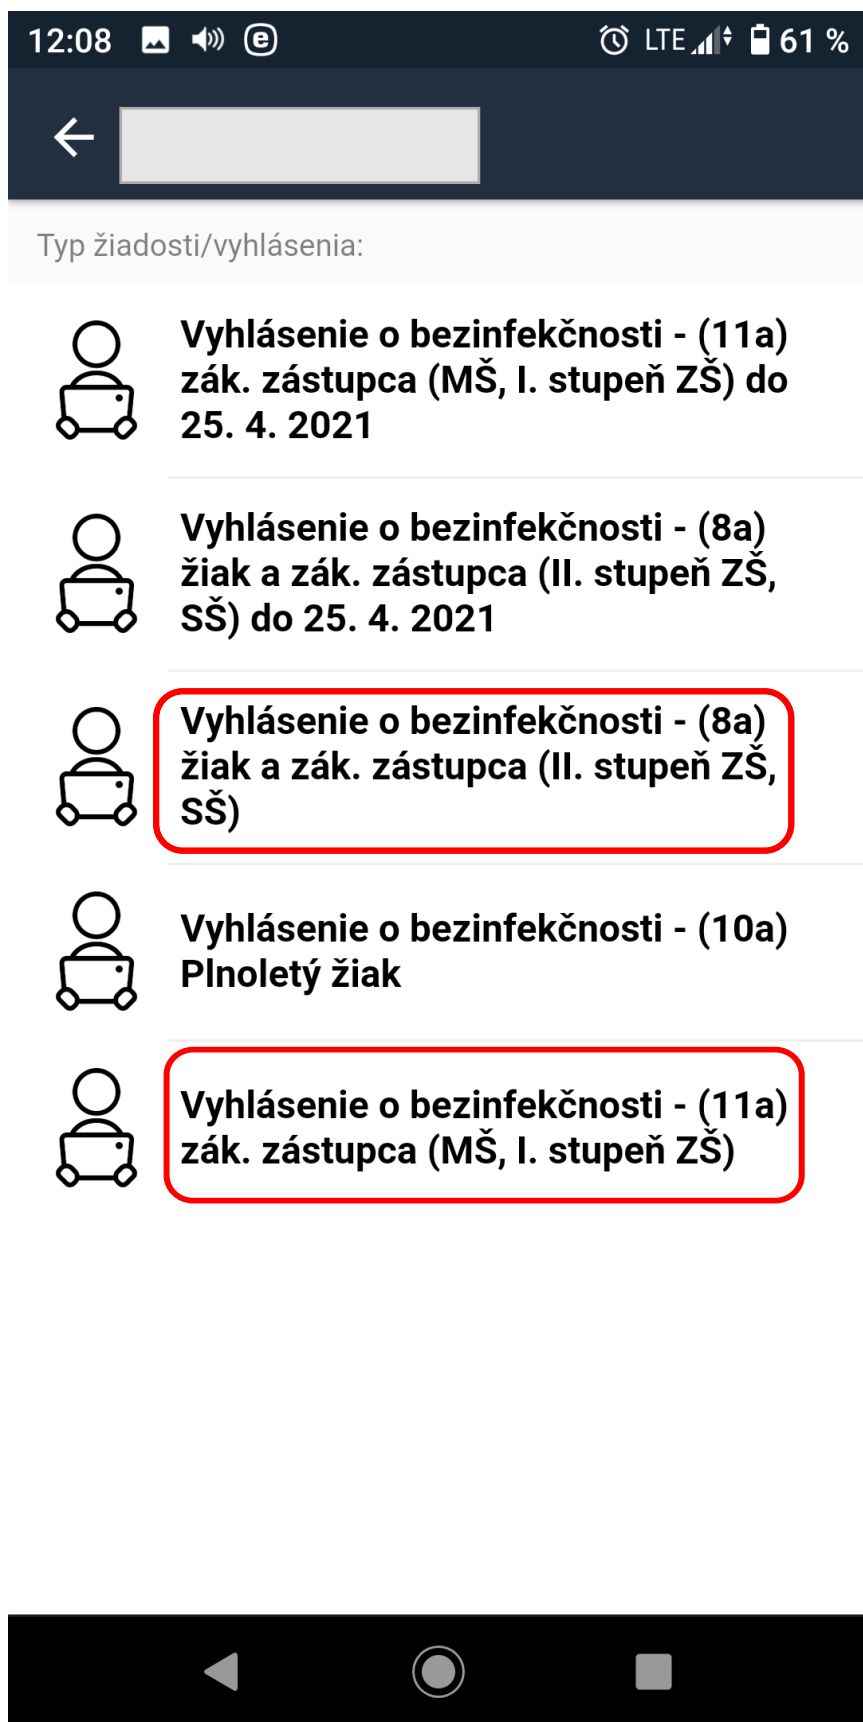 12:08 e LTE 61 %
Typ žiadosti/vyhlásenia:
Vyhlásenie o bezinfekčnosti - (11a)
zák. zástupca (MŠ, I. stupeň ZŠ) do
25. 4. 2021
Vyhlásenie o bezinfekčnosti - (8a)
žiak a zák. zástupca (II. stupeň ZŠ,
SŠ) do 25. 4. 2021
Vyhlásenie o bezinfekčnosti - (8a)
žiak a zák. zástupca (II. stupeň ZŠ,
SŠ)
Vyhlásenie o bezinfekčnosti - (10a)
Plnoletý žiak
Vyhlásenie o bezinfekčnosti - (11a)
zák. zástupca (MŠ, I. stupeň ZŠ)